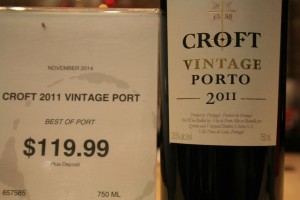 NOVEMBER 2014
CROFT 2011 VINTAGE PORT
BEST OF PORT
$119.99
Plus Deposit
657585
750 ML
CROFT
VINTAGE
PORTO
2011